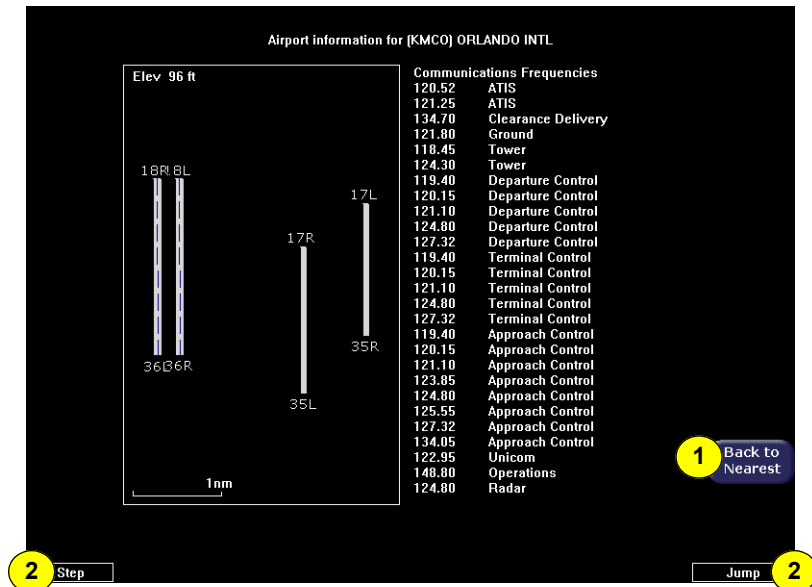 Airport information for (KMCO) ORLANDO INTL
Elev 96 ft
18R 18L
17L
17R
36L 36R
35R
35L
1nm
Communications Frequencies
120.52 ATIS
121.25 ATIS
134.70 Clearance Delivery
121.80 Ground
118.45 Tower
124.30 Tower
119.40 Departure Control
120.15 Departure Control
121.10 Departure Control
124.80 Departure Control
127.32 Departure Control
119.40 Terminal Control
120.15 Terminal Control
121.10 Terminal Control
124.80 Terminal Control
127.32 Terminal Control
119.40 Approach Control
120.15 Approach Control
121.10 Approach Control
123.85 Approach Control
124.80 Approach Control
125.55 Approach Control
127.32 Approach Control
134.05 Approach Control
122.95 Unicom
148.80 Operations
124.80 Radar
1
Back to
Nearest
2 Step
Jump 2